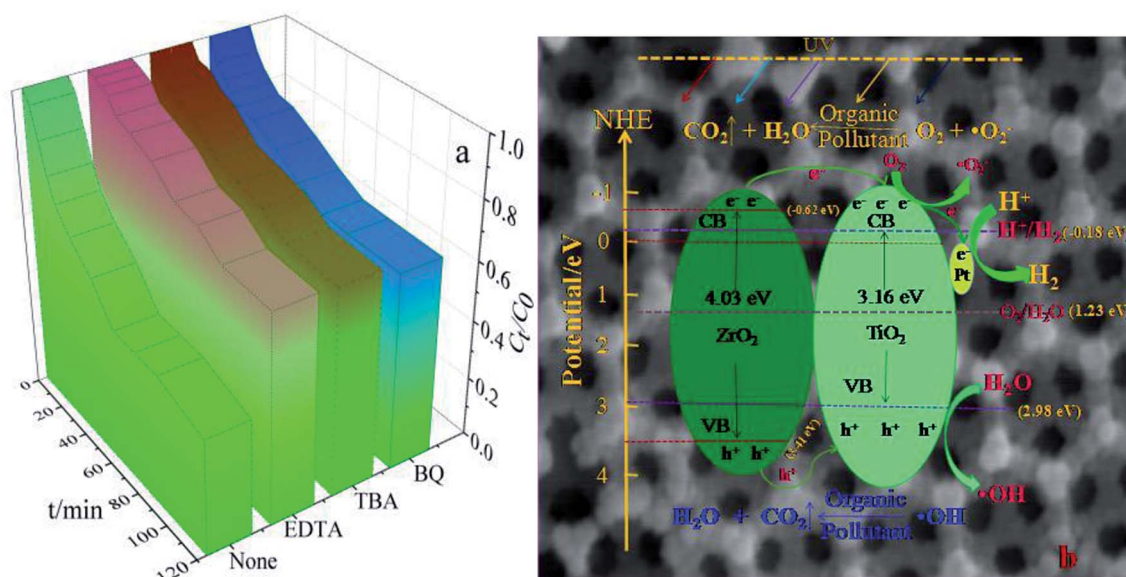 a
1.0
0.8
0.6
0.4
0.2
0.0
Ct/C0
0
20
40
60
80
100
120
t/min
None
EDTA
TBA
BQ
UV
NHE
CO₂↑ + H₂O Organic Pollutant O₂ + •O₂⁻
Potential/eV
-1
0
1
2
3
4
e⁻
O₂
•O₂⁻
e⁻ e⁻
(-0.62 eV)
CB
e⁻ e⁻ e⁻
CB
e⁻
H⁺
H⁺/H₂ (-0.18 eV)
e⁻
Pt
H₂
4.03 eV
3.16 eV
O₂/H₂O (1.23 eV)
ZrO₂
TiO₂
VB
H₂O
(2.98 eV)
VB
h⁺ h⁺
(3.41 eV)
h⁺ h⁺ h⁺
h⁺
•OH
H₂O + CO₂↑ Organic Pollutant •OH
b